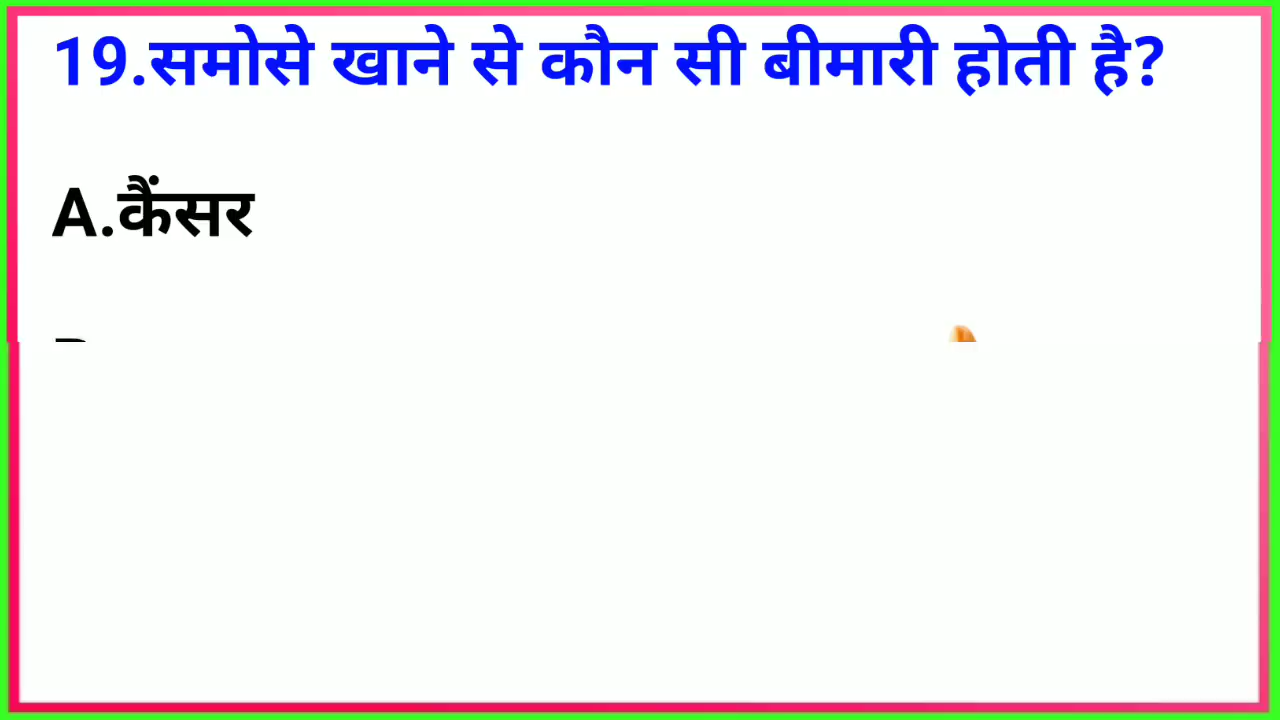 19.समोसे खाने से कौन सी बीमारी होती है?
A.कैंसर